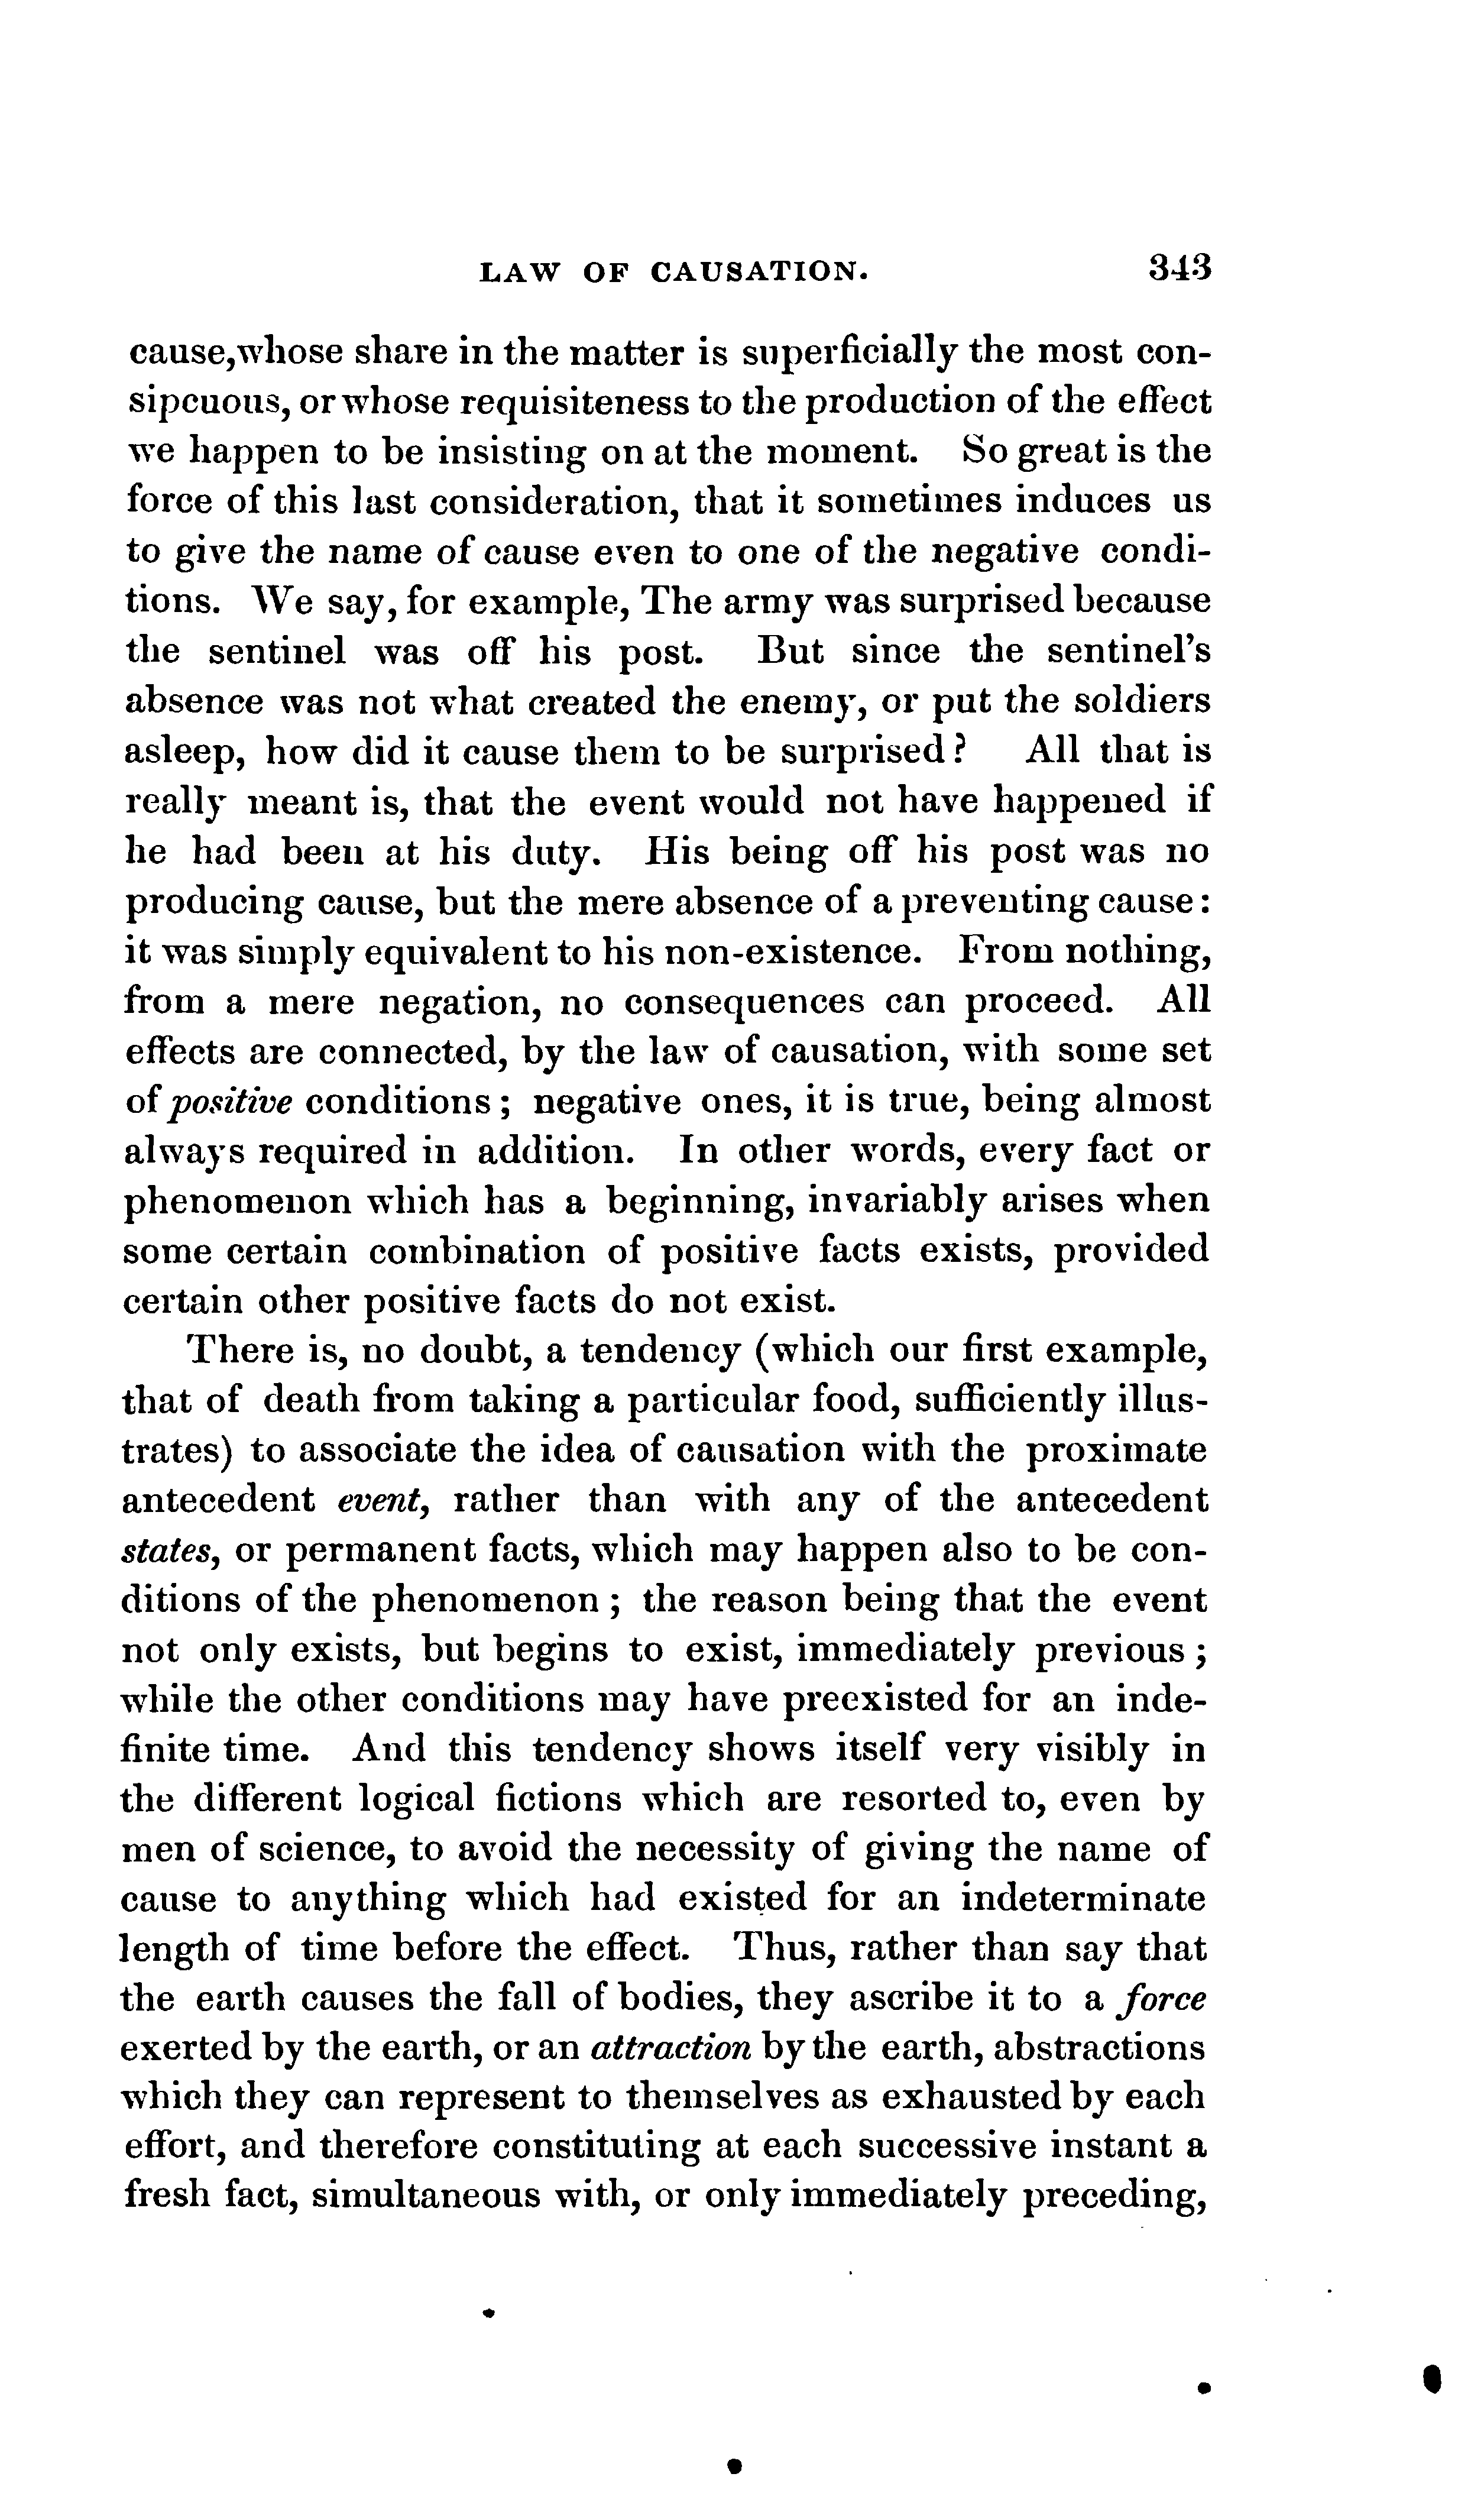 LAW OF CAUSATION. 343
cause,whose share in the matter is superficially the most con-
sipcuous, or whose requisiteness to the production of the effect
we happen to be insisting on at the moment. So great is the
force of this last consideration, that it sometimes induces us
to give the name of cause even to one of the negative condi-
tions. We say, for example, The army was surprised because
the sentinel was off his post. But since the sentinel's
absence was not what created the enemy, or put the soldiers
asleep, how did it cause them to be surprised? All that is
really meant is, that the event would not have happened if
he had been at his duty. His being off his post was no
producing cause, but the mere absence of a preventing cause:
it was simply equivalent to his non-existence. From nothing,
from a mere negation, no consequences can proceed. All
effects are connected, by the law of causation, with some set
of positive conditions; negative ones, it is true, being almost
always required in addition. In other words, every fact or
phenomenon which has a beginning, invariably arises when
some certain combination of positive facts exists, provided
certain other positive facts do not exist.
There is, no doubt, a tendency (which our first example,
that of death from taking a particular food, sufficiently illus-
trates) to associate the idea of causation with the proximate
antecedent event, rather than with any of the antecedent
states, or permanent facts, which may happen also to be con-
ditions of the phenomenon; the reason being that the event
not only exists, but begins to exist, immediately previous;
while the other conditions may have preexisted for an inde-
finite time. And this tendency shows itself very visibly in
the different logical fictions which are resorted to, even by
men of science, to avoid the necessity of giving the name of
cause to anything which had existed for an indeterminate
length of time before the effect. Thus, rather than say that
the earth causes the fall of bodies, they ascribe it to a force
exerted by the earth, or an attraction by the earth, abstractions
which they can represent to themselves as exhausted by each
effort, and therefore constituting at each successive instant a
fresh fact, simultaneous with, or only immediately preceding,